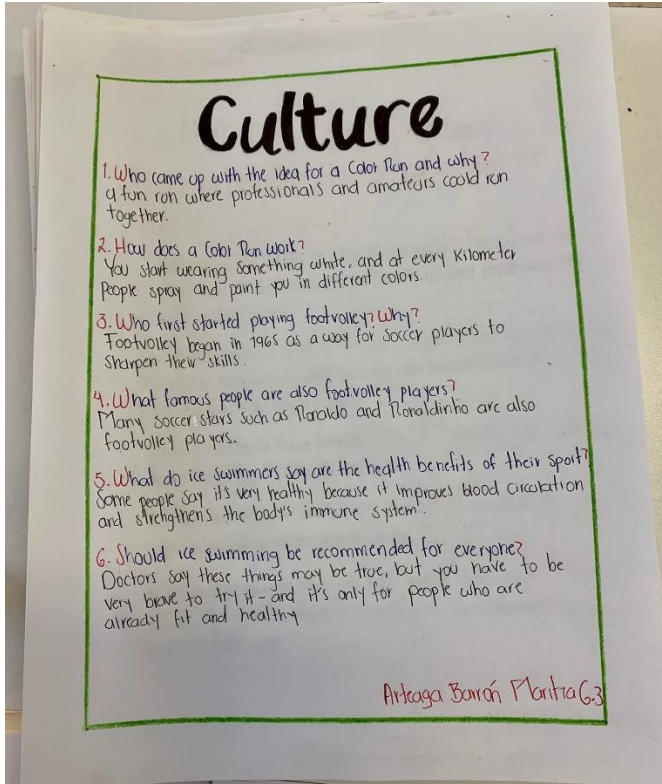 Culture
1. Who came up with the idea for a Color Run and why?
a fun run where professionals and amateurs could run
together.
2. How does a Color Run work?
You start wearing something white, and at every Kilometer
people spray and paint you in different colors.
3. Who first started playing footvolley? Why?
Footvolley began in 1965 as a way for soccer players to
sharpen their skills.
4. What famous people are also footvolley players?
Many soccer stars such as Ronaldo and Ronaldinho are also
footvolley players.
5. What do ice swimmers say are the health benefits of their sport?
Some people say it's very healthy because it improves blood circulation
and strengthens the body's immune system.
6. Should ice swimming be recommended for everyone?
Doctors say these things may be true, but you have to be
very brave to try it - and it's only for people who are
already fit and healthy
Arteaga Barrón 6.3